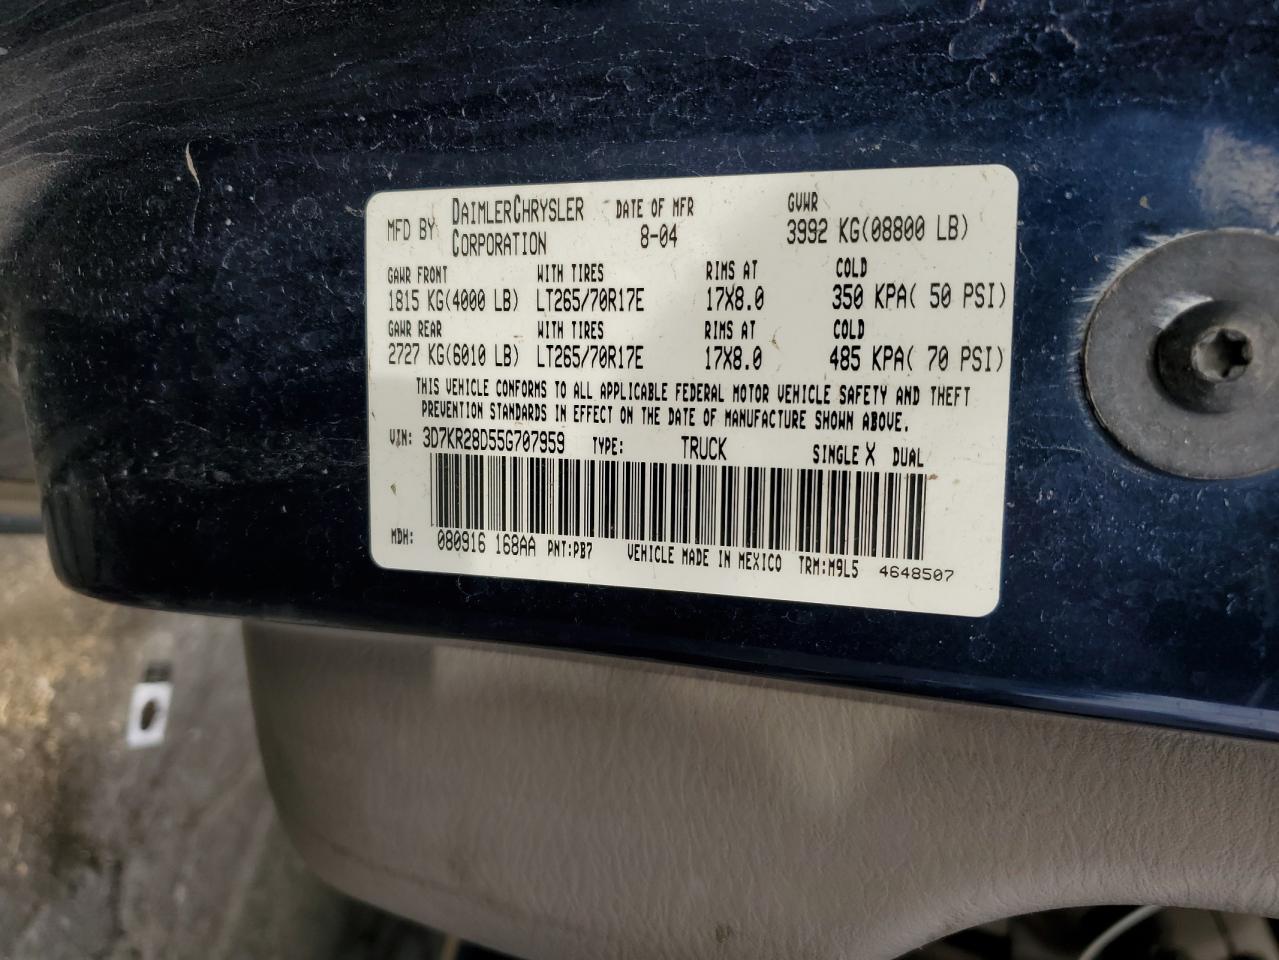 MFD BY DAIMLERCHRYSLER CORPORATION DATE OF MFR 8-04 GVWR 3992 KG(08800 LB)
GAWR FRONT WITH TIRES RIMS AT COLD
1815 KG(4000 LB) LT265/70R17E 17X8.0 350 KPA( 50 PSI)
GAWR REAR WITH TIRES RIMS AT COLD
2727 KG(6010 LB) LT265/70R17E 17X8.0 485 KPA( 70 PSI)
THIS VEHICLE CONFORMS TO ALL APPLICABLE FEDERAL MOTOR VEHICLE SAFETY AND THEFT
PREVENTION STANDARDS IN EFFECT ON THE DATE OF MANUFACTURE SHOWN ABOVE.
VIN: 3D7KR28D55G707959 TYPE: TRUCK SINGLE X DUAL
MDH: 080916 168AA PNT:PB7 VEHICLE MADE IN MEXICO TRM:M9L5 4648507